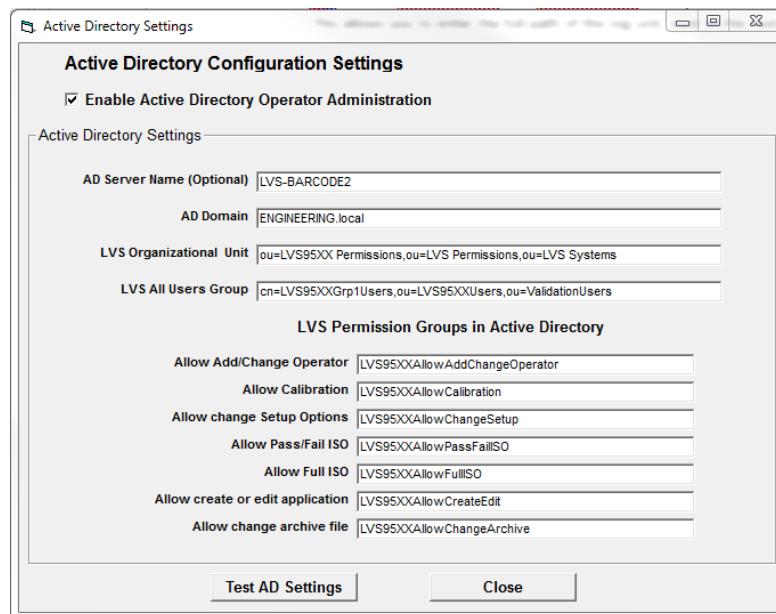 Active Directory Settings
Active Directory Configuration Settings
Enable Active Directory Operator Administration
Active Directory Settings
AD Server Name (Optional) LVS-BARCODE2
AD Domain ENGINEERING.local
LVS Organizational Unit ou=LVS95XX Permissions,ou=LVS Permissions,ou=LVS Systems
LVS All Users Group cn=LVS95XXGrp1Users,ou=LVS95XXUsers,ou=ValidationUsers
LVS Permission Groups in Active Directory
Allow Add/Change Operator LVS95XXAllowAddChangeOperator
Allow Calibration LVS95XXAllowCalibration
Allow change Setup Options LVS95XXAllowChangeSetup
Allow Pass/Fail ISO LVS95XXAllowPassFailISO
Allow Full ISO LVS95XXAllowFullISO
Allow create or edit application LVS95XXAllowCreateEdit
Allow change archive file LVS95XXAllowChangeArchive
Test AD Settings Close